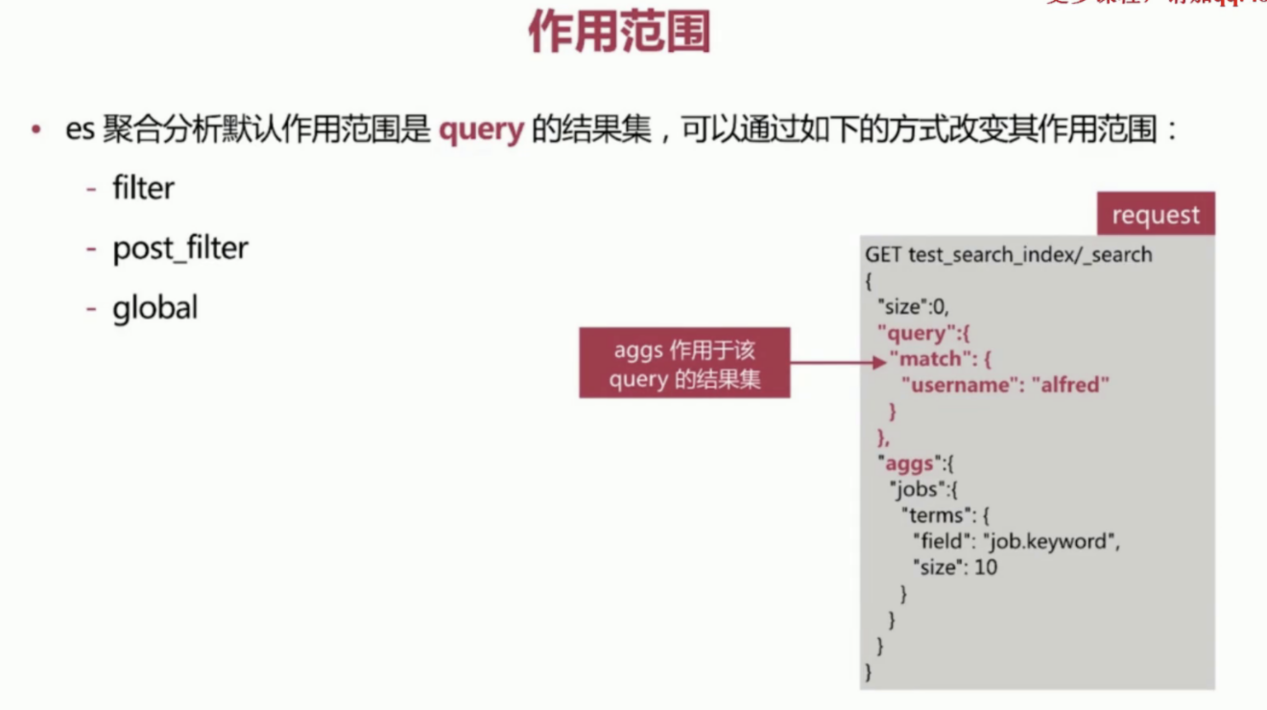 作用范围
• es 聚合分析默认作用范围是 query 的结果集，可以通过如下的方式改变其作用范围：
- filter
- post_filter
- global
aggs 作用于该
query 的结果集
request
GET test_search_index/_search
{
"size":0,
"query":{
"match": {
"username": "alfred"
}
},
"aggs":{
"jobs":{
"terms": {
"field": "job.keyword",
"size": 10
}
}
}
}